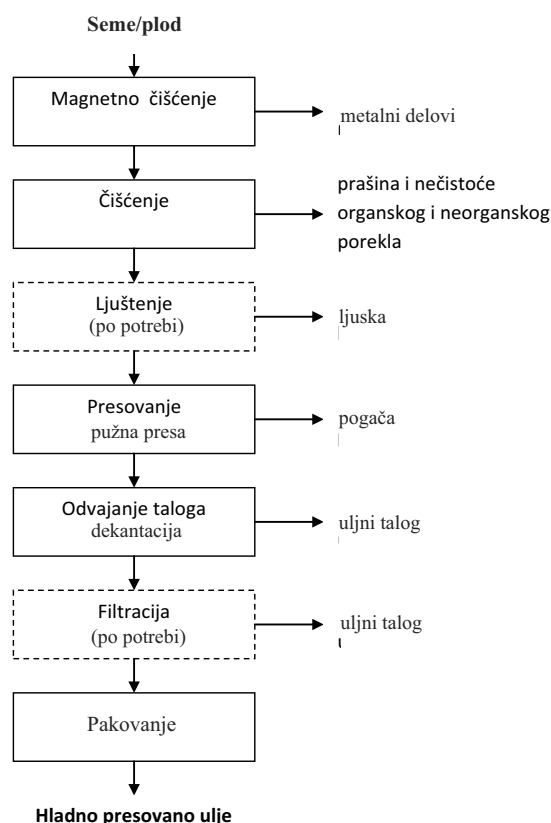 Seme/plod
Magnetno čišćenje
metalni delovi
Čišćenje
prašina i nečistoće
organskog i neorganskog
porekla
Ljuštenje
(po potrebi)
ljuska
Presovanje
pužna presa
pogača
Odvajanje taloga
dekantacija
uljni talog
Filtracija
(po potrebi)
uljni talog
Pakovanje
Hladno presovano ulje